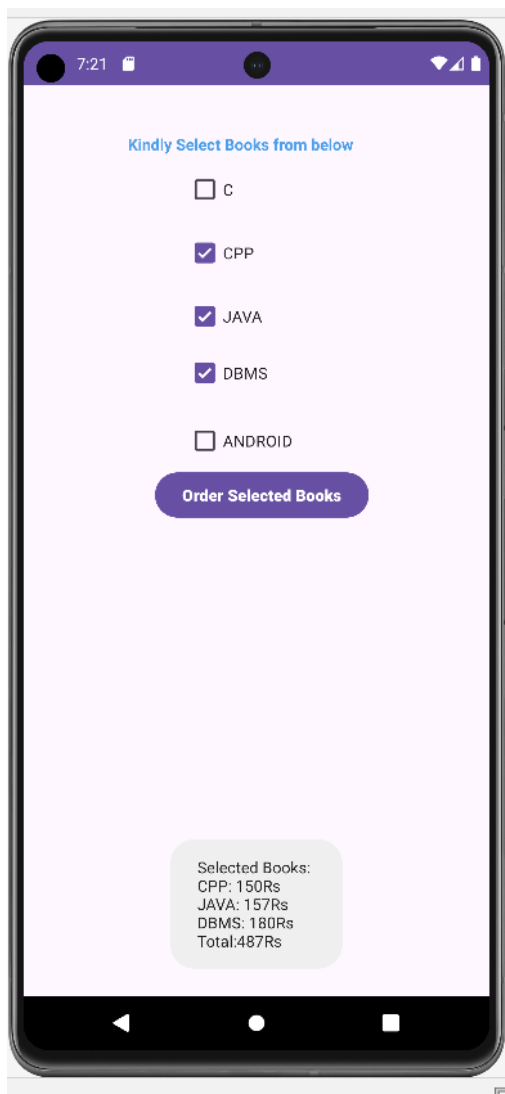 7:21
Kindly Select Books from below
C
CPP
JAVA
DBMS
ANDROID
Order Selected Books
Selected Books:
CPP: 150Rs
JAVA: 157Rs
DBMS: 180Rs
Total:487Rs